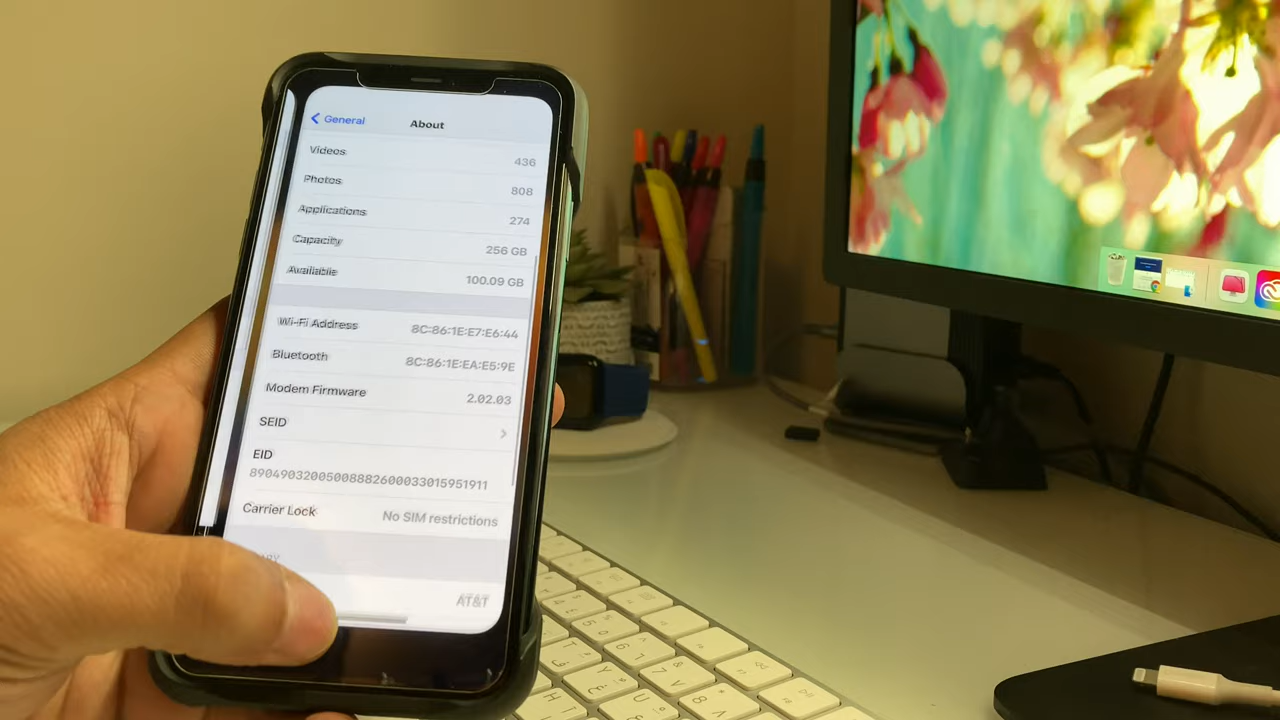 General
About
Videos 436
Photos 808
Applications 274
Capacity 256 GB
Available 100.09 GB
Wi-Fi Address 8C:86:1E:E7:E6:44
Bluetooth 8C:86:1E:EA:E5:9E
Modem Firmware 2.02.03
SEID
EID
89049032005008882600033015951911
Carrier Lock No SIM restrictions
AT&T